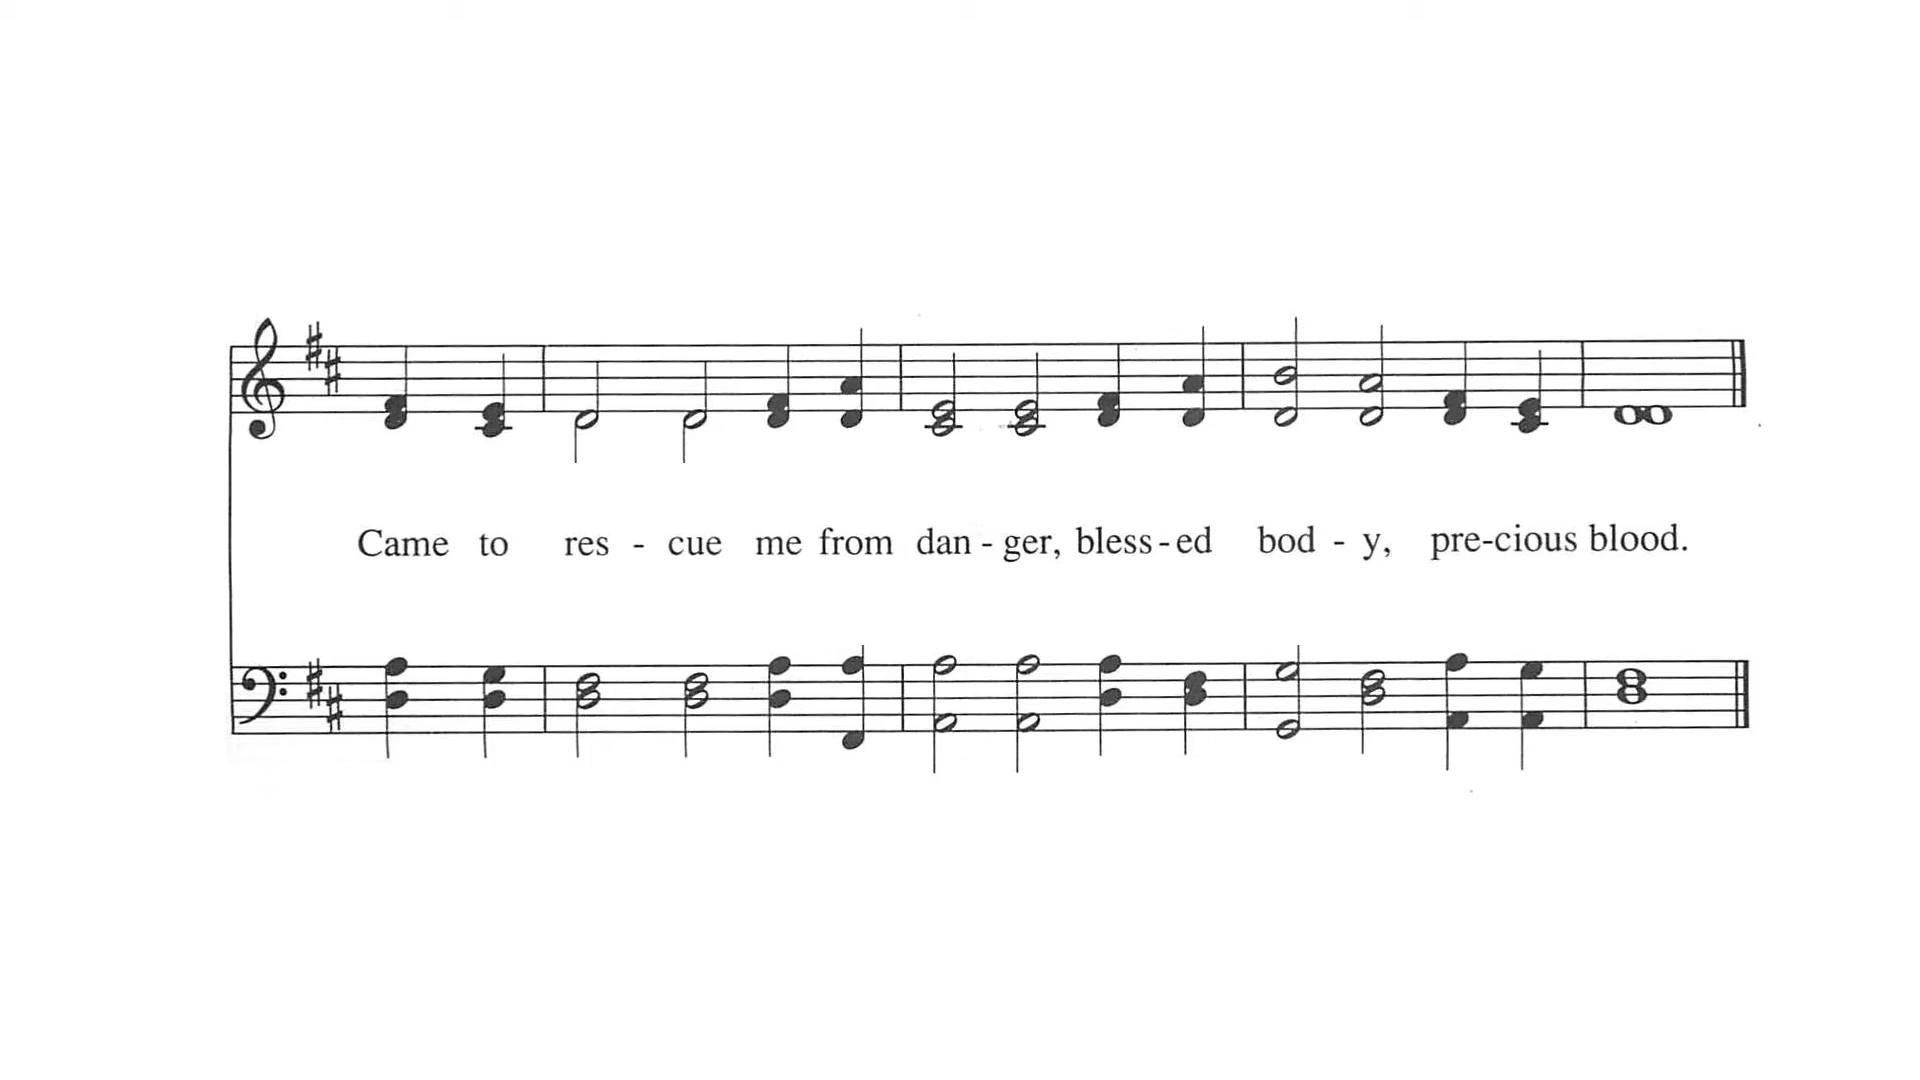 Came to res - cue me from dan - ger, bless - ed bod - y, pre-cious blood.